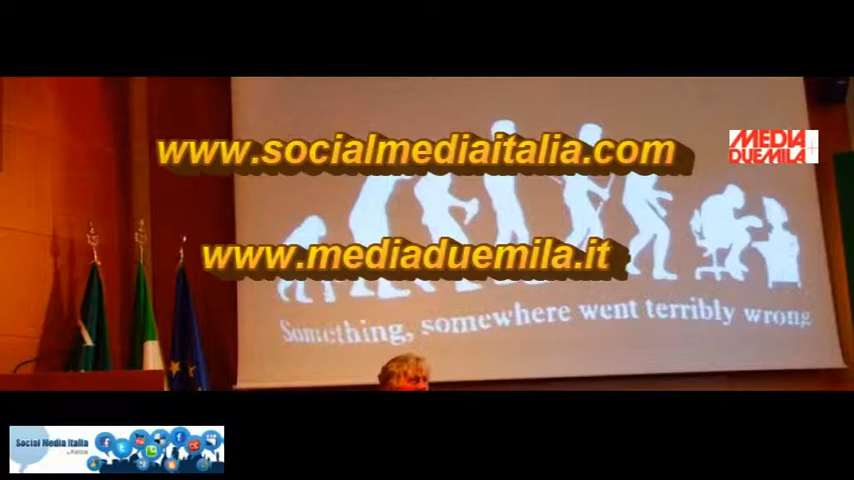 www.socialmediaitalia.com
MEDIA
DUEMILA
www.mediaduemila.it
Something, somewhere went terribly wrong
Social Media Italia